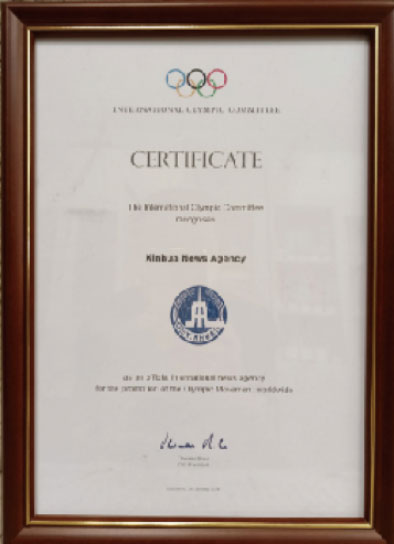 INTERNATIONAL OLYMPIC COMMITTEE
CERTIFICATE
The International Olympic Committee
recognises
Xinhua News Agency
as an official international news agency
for the promotion of the Olympic Movement worldwide